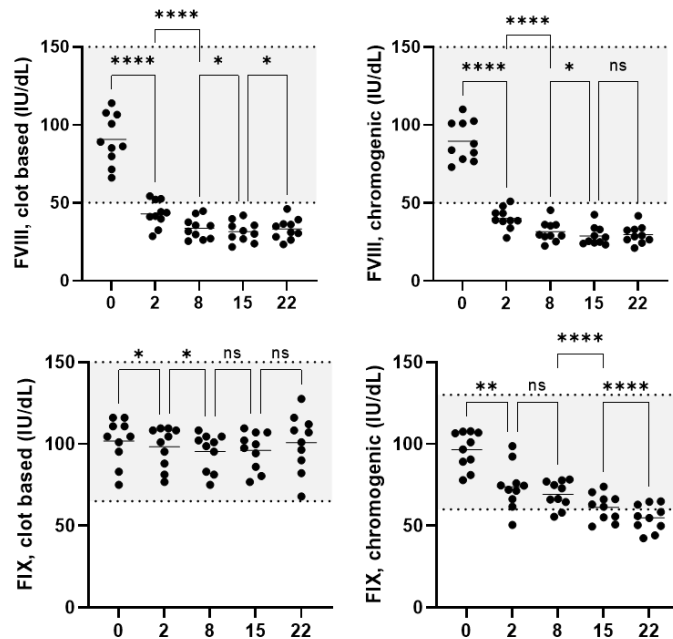 FVIII, clot based (IU/dL)
150
100
50
0
****
****
*
*
0 2 8 15 22
FVIII, chromogenic (IU/dL)
150
100
50
0
****
****
*
ns
0 2 8 15 22
FIX, clot based (IU/dL)
150
100
50
0
*
*
ns
ns
0 2 8 15 22
FIX, chromogenic (IU/dL)
150
100
50
0
****
**
ns
****
0 2 8 15 22